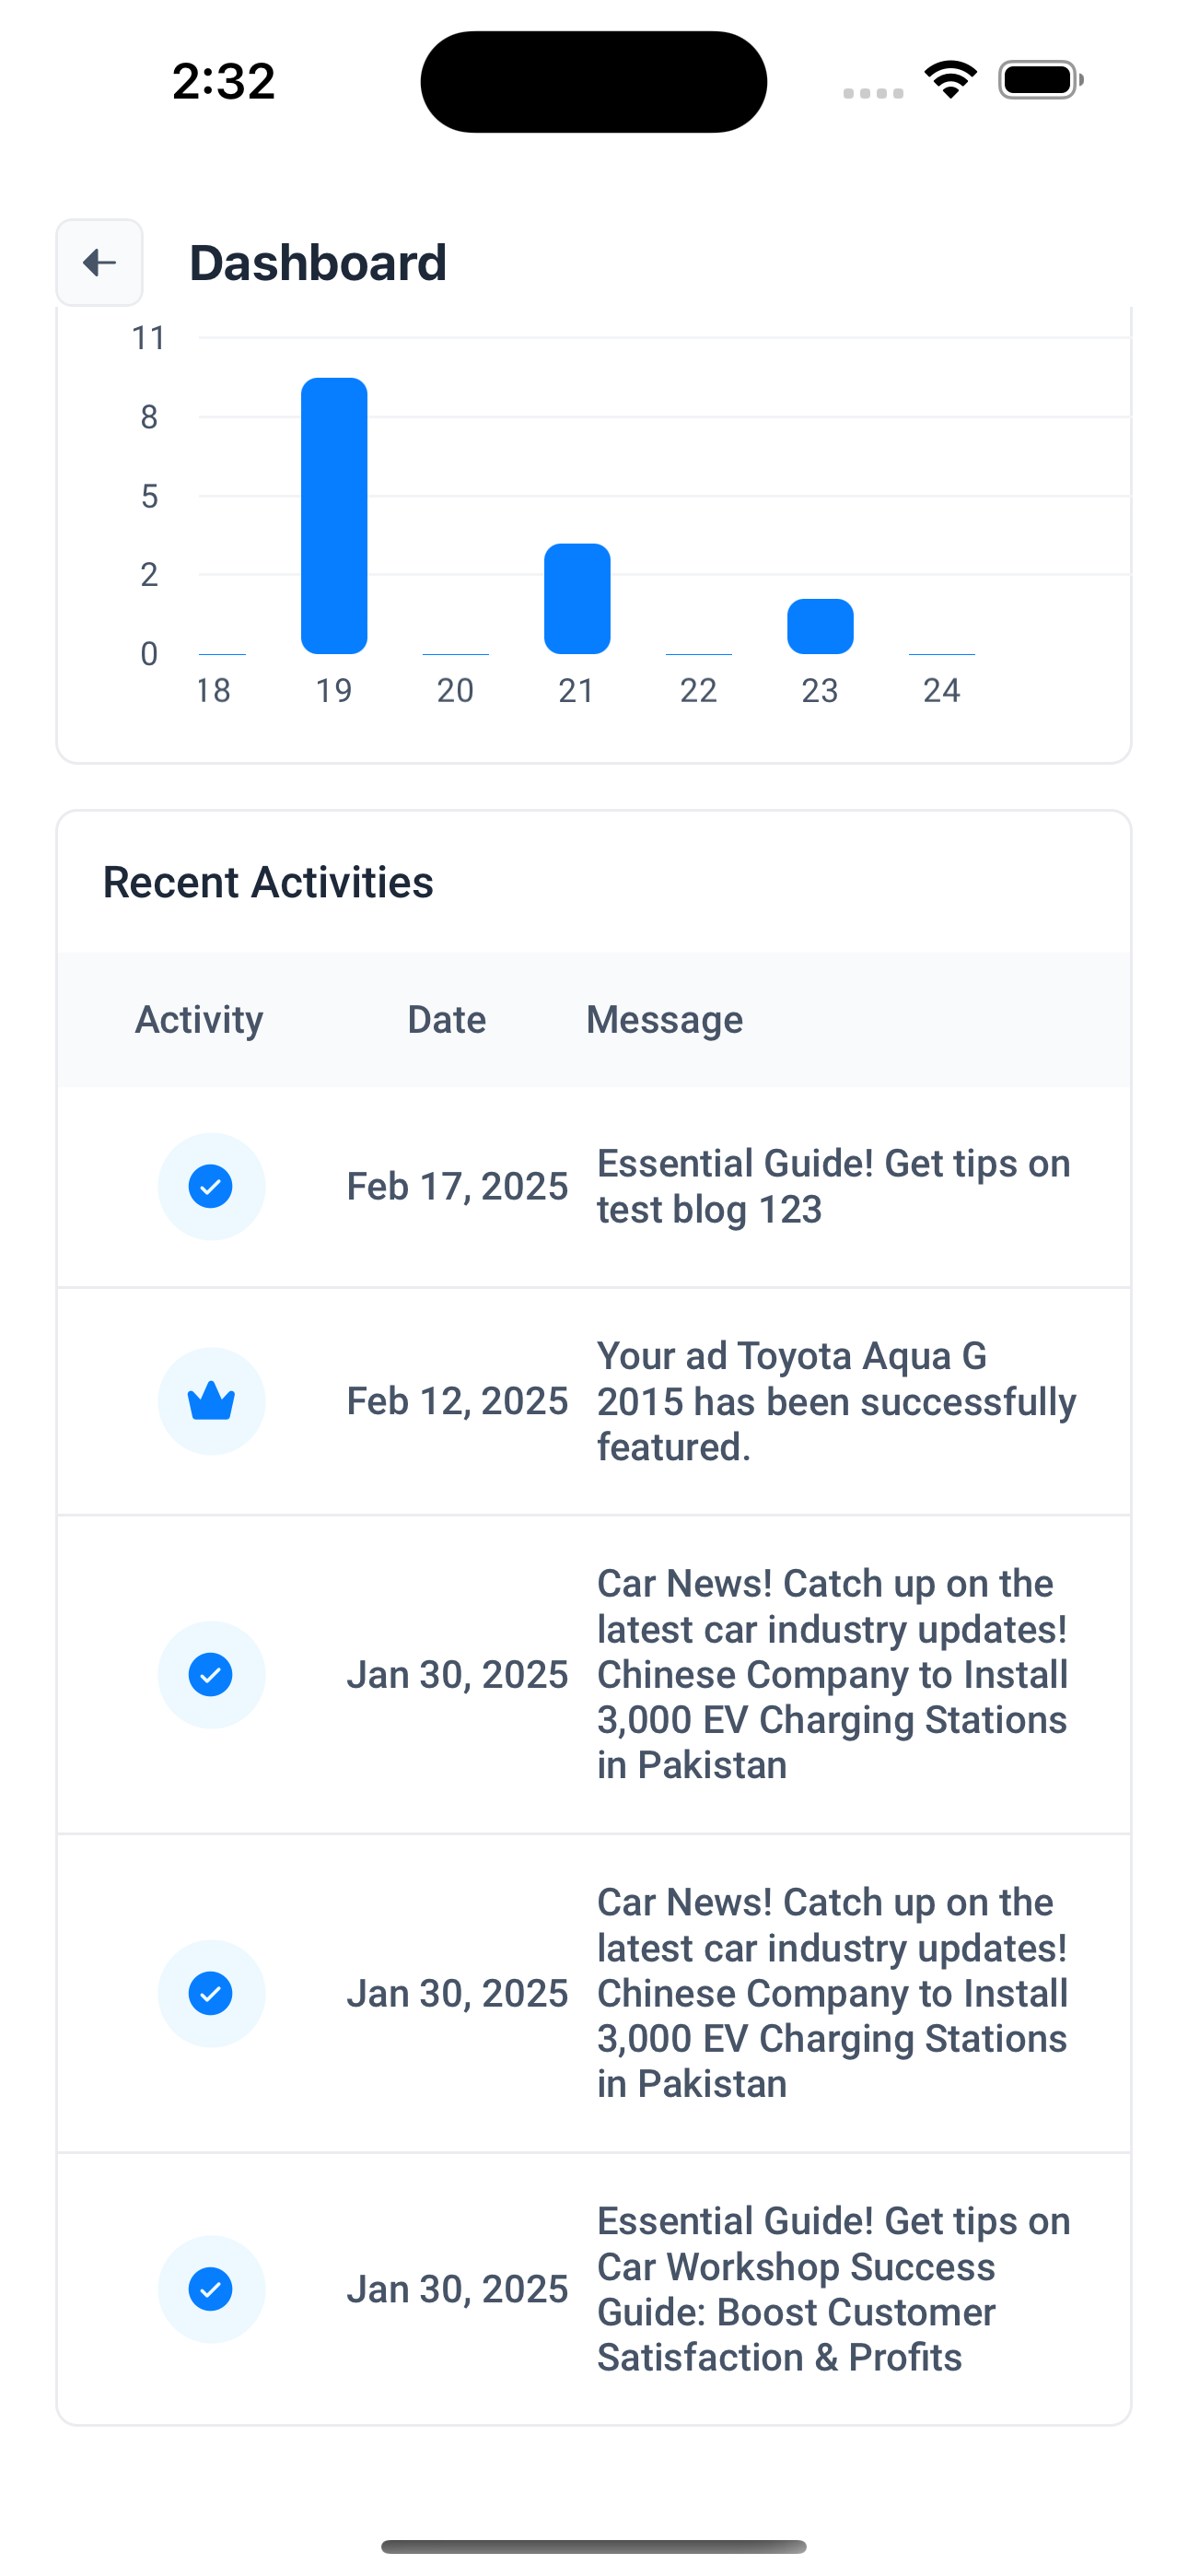 2:32
Dashboard
11
8
5
2
0
18 19 20 21 22 23 24
Recent Activities
Activity Date Message
Feb 17, 2025
Essential Guide! Get tips on
test blog 123
Feb 12, 2025
Your ad Toyota Aqua G
2015 has been successfully
featured.
Jan 30, 2025
Car News! Catch up on the
latest car industry updates!
Chinese Company to Install
3,000 EV Charging Stations
in Pakistan
Jan 30, 2025
Car News! Catch up on the
latest car industry updates!
Chinese Company to Install
3,000 EV Charging Stations
in Pakistan
Jan 30, 2025
Essential Guide! Get tips on
Car Workshop Success
Guide: Boost Customer
Satisfaction & Profits